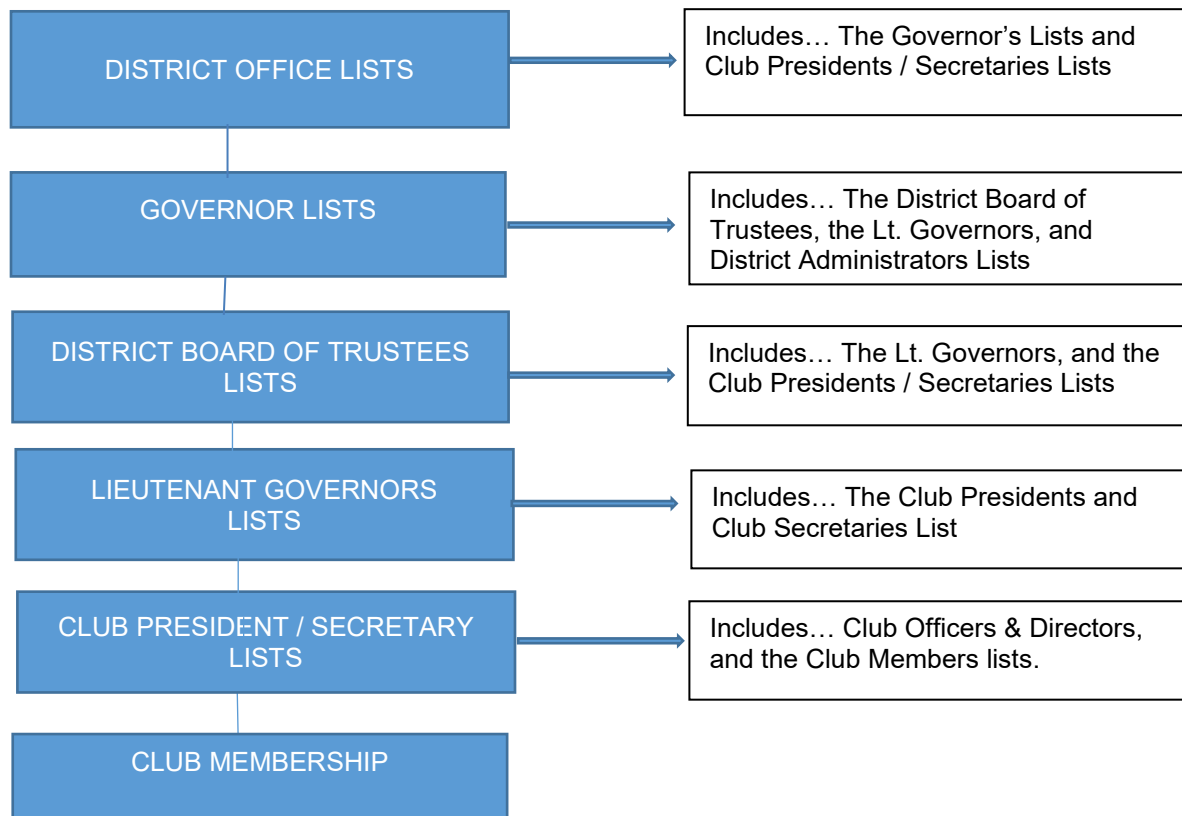 DISTRICT OFFICE LISTS
Includes… The Governor’s Lists and
Club Presidents / Secretaries Lists
GOVERNOR LISTS
Includes… The District Board of
Trustees, the Lt. Governors, and
District Administrators Lists
DISTRICT BOARD OF TRUSTEES
LISTS
Includes… The Lt. Governors, and the
Club Presidents / Secretaries Lists
LIEUTENANT GOVERNORS
LISTS
Includes… The Club Presidents and
Club Secretaries List
CLUB PRESIDENT / SECRETARY
LISTS
Includes… Club Officers & Directors,
and the Club Members lists.
CLUB MEMBERSHIP